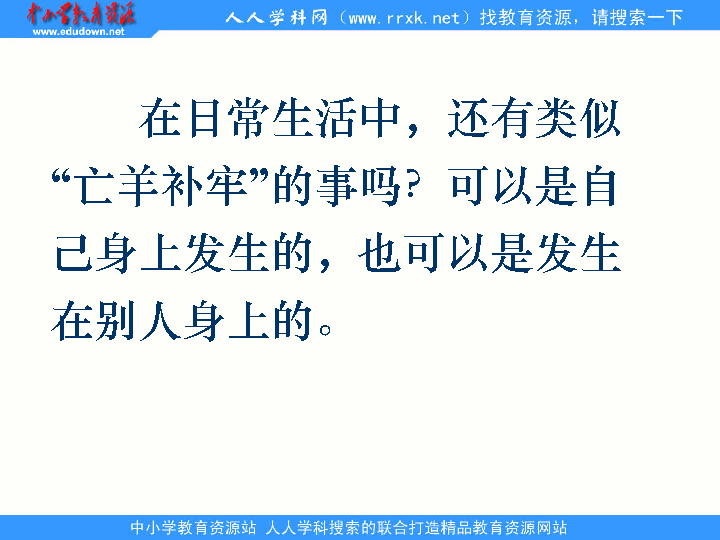 中小学教育资源
www.edudown.net
人人学科网（www.rrxk.net）找教育资源，请搜索一下
在日常生活中，还有类似
“亡羊补牢”的事吗？可以是自
己身上发生的，也可以是发生
在别人身上的。
中小学教育资源站 人人学科搜索的联合打造精品教育资源网站